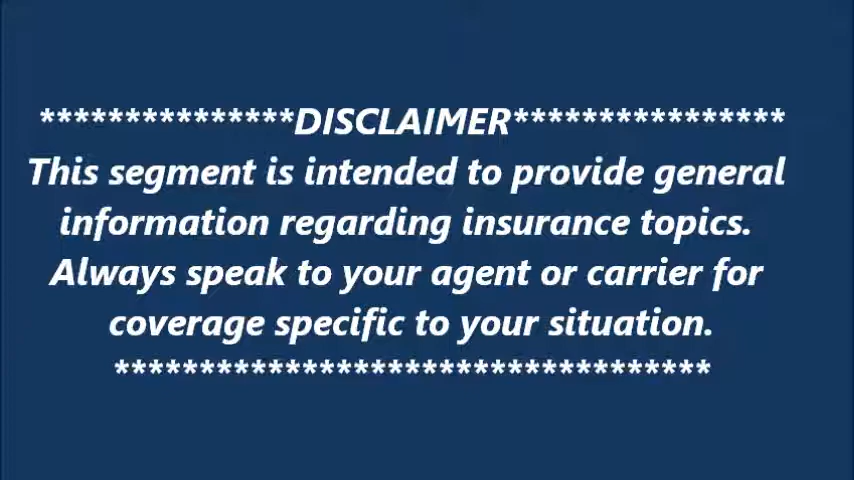 ***************DISCLAIMER****************
This segment is intended to provide general
information regarding insurance topics.
Always speak to your agent or carrier for
coverage specific to your situation.
***********************************